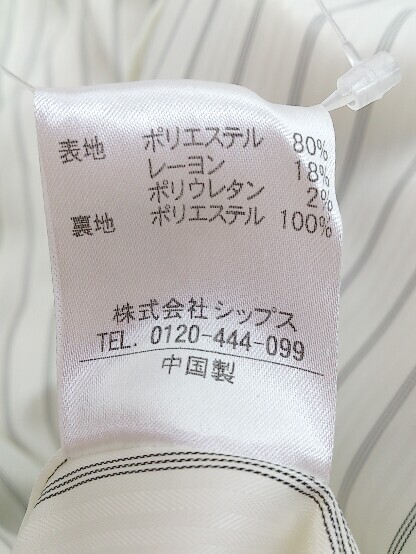 表地 ポリエステル 80%
レーヨン 18%
ポリウレタン 2%
裏地 ポリエステル 100%
株式会社シップス
TEL. 0120-444-099
中国製